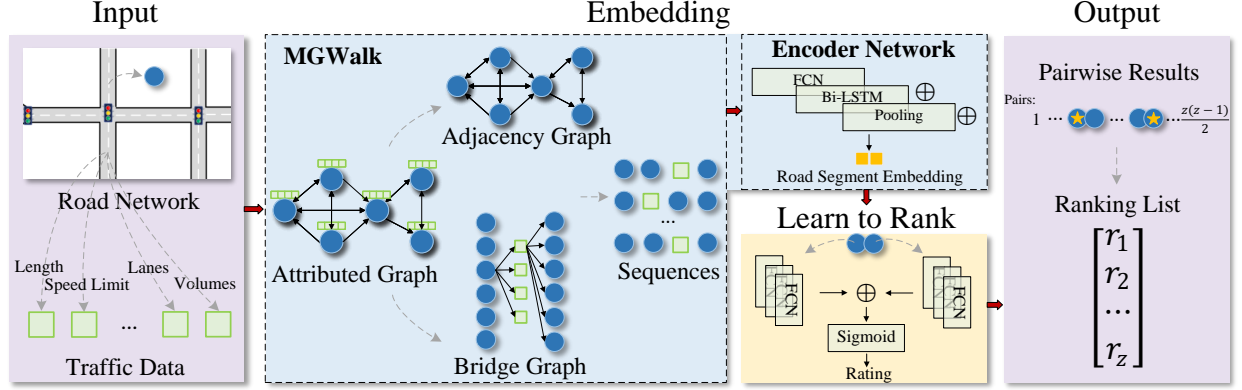 Input
Embedding
Output
Road Network
Length
Speed Limit
Lanes
Volumes
...
Traffic Data
MGWalk
Adjacency Graph
Attributed Graph
Bridge Graph
...
Sequences
Encoder Network
FCN
Bi-LSTM
Pooling
⊕
⊕
Road Segment Embedding
Learn to Rank
FCN
FCN
⊕
Sigmoid
Rating
Pairwise Results
Pairs:
1 ... ... ... z(z−1)/2
Ranking List
r₁
r₂
...
r_z